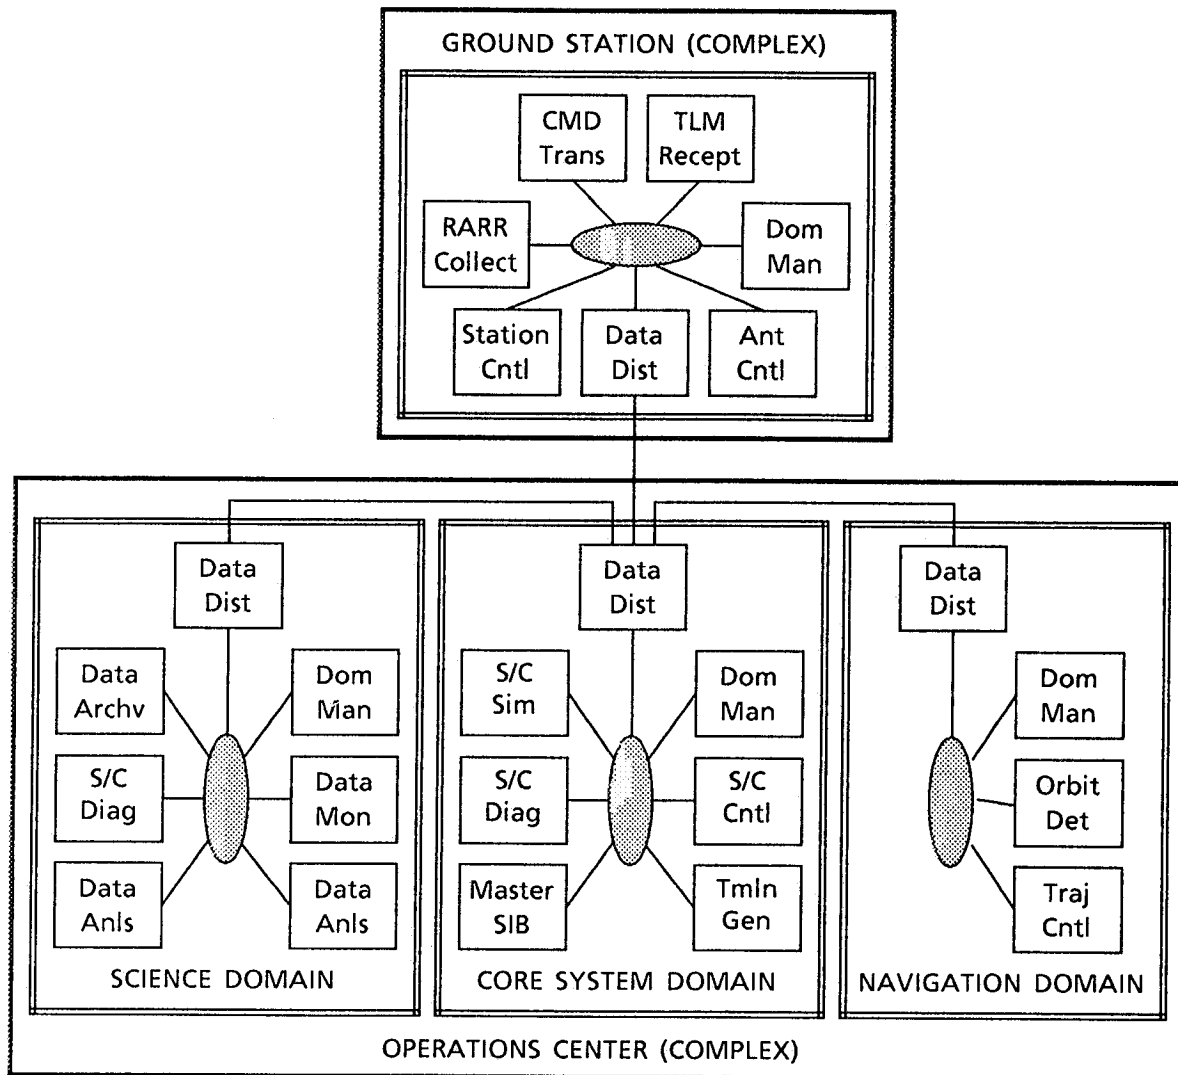 GROUND STATION (COMPLEX)
CMD
Trans
TLM
Recept
RARR
Collect
Dom
Man
Station
Cntl
Data
Dist
Ant
Cntl
Data
Dist
Data
Archv
Dom
Man
S/C
Diag
Data
Mon
Data
Anls
Data
Anls
SCIENCE DOMAIN
Data
Dist
S/C
Sim
Dom
Man
S/C
Diag
S/C
Cntl
Master
SIB
Tmln
Gen
CORE SYSTEM DOMAIN
Data
Dist
Dom
Man
Orbit
Det
Traj
Cntl
NAVIGATION DOMAIN
OPERATIONS CENTER (COMPLEX)